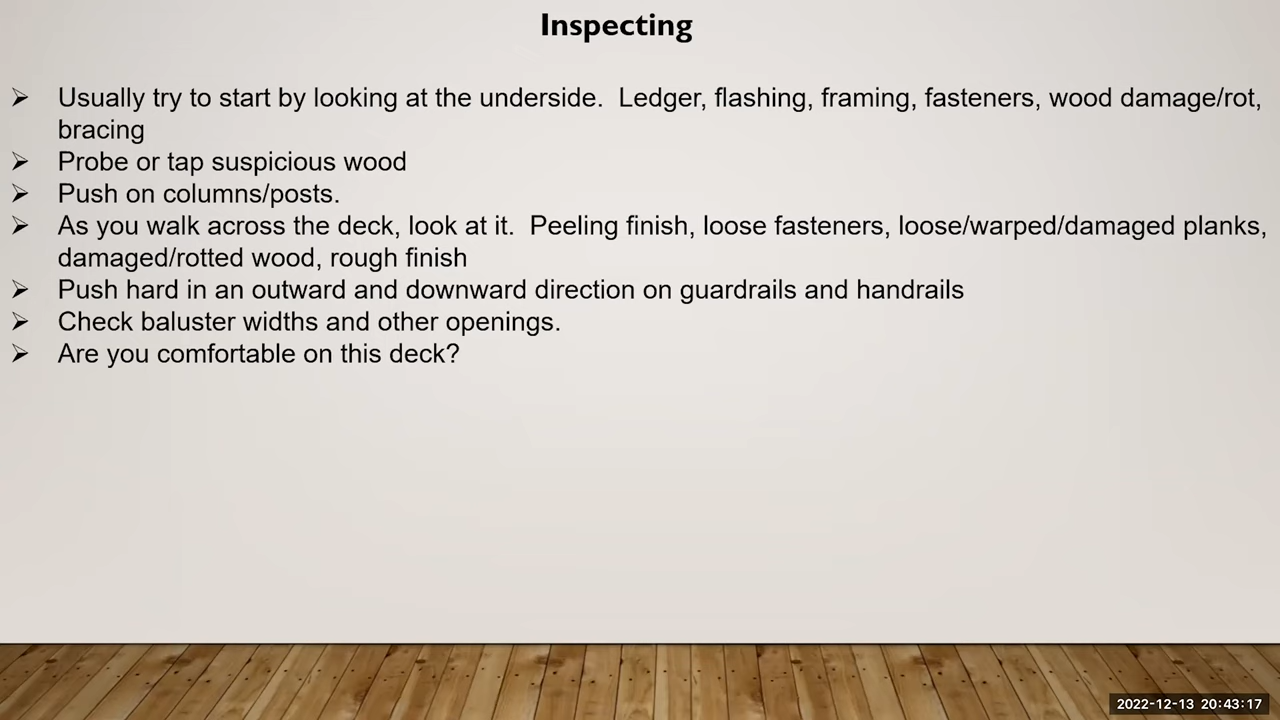 Inspecting
➢ Usually try to start by looking at the underside.  Ledger, flashing, framing, fasteners, wood damage/rot,
bracing
➢ Probe or tap suspicious wood
➢ Push on columns/posts.
➢ As you walk across the deck, look at it.  Peeling finish, loose fasteners, loose/warped/damaged planks,
damaged/rotted wood, rough finish
➢ Push hard in an outward and downward direction on guardrails and handrails
➢ Check baluster widths and other openings.
➢ Are you comfortable on this deck?
2022-12-13 20:43:17